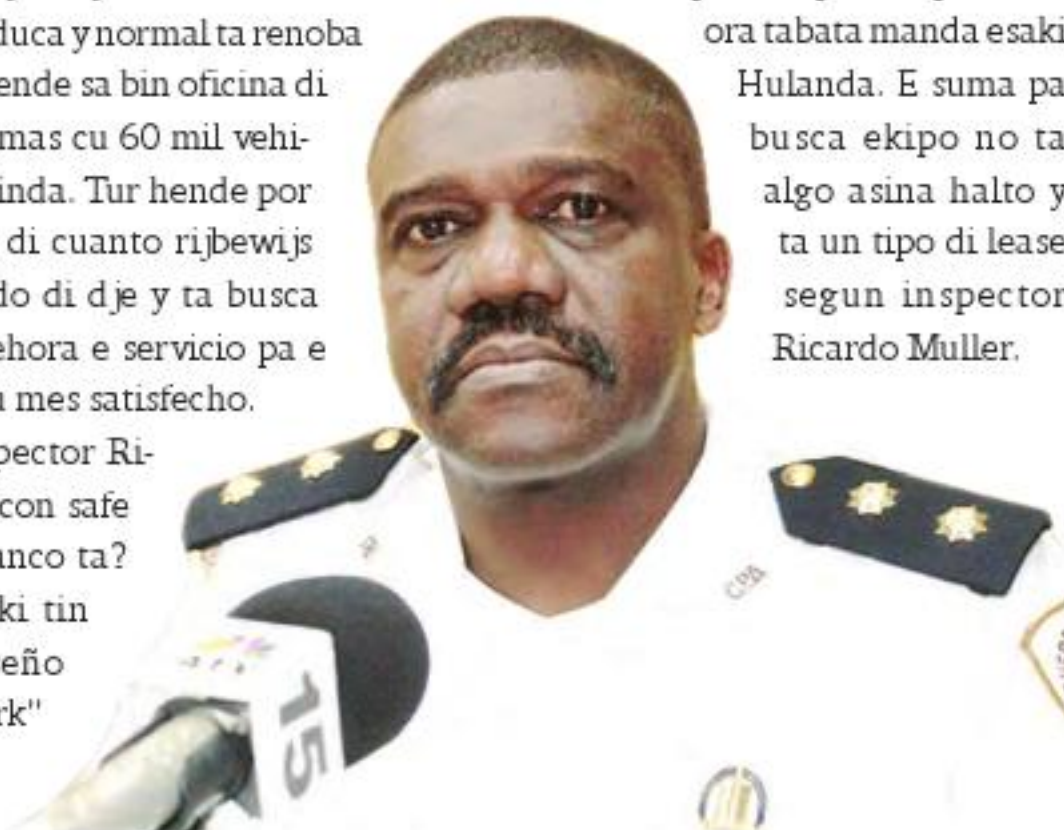 duca y normal ta renoba
ende sa bin oficina di
mas cu 60 mil vehi-
inda. Tur hende por
di cuanto rijbewijs
do di dje y ta busca
ehora e servicio pa e
mes satisfecho.
pector Ri-
con safe
anco ta?
ki tin
eño
rk"
ora tabata manda esaki
Hulanda. E suma pa
busca ekipo no ta
algo asina halto y
ta un tipo di lease
segun inspector
Ricardo Muller.
CPA
15